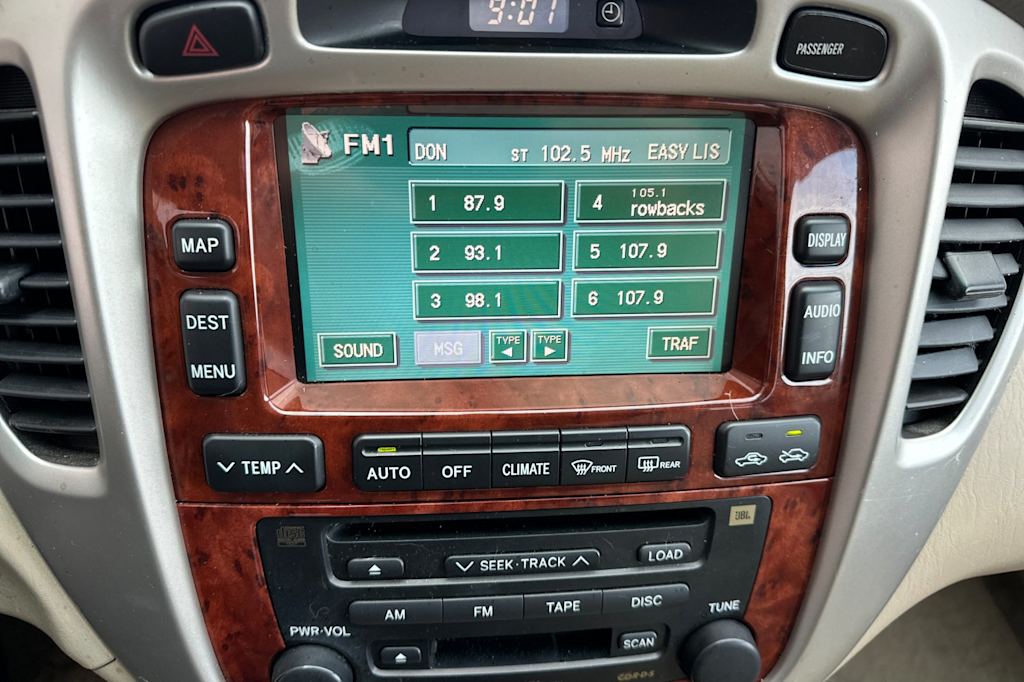 9:01
PASSENGER
FM1
DON ST 102.5 MHz EASY LIS
1 87.9
4 105.1 rowbacks
2 93.1
5 107.9
3 98.1
6 107.9
SOUND
MSG
TYPE
TYPE
TRAF
MAP
DEST
MENU
DISPLAY
AUDIO
INFO
TEMP
AUTO
OFF
CLIMATE
FRONT
REAR
disc
JBL
SEEK·TRACK
LOAD
AM
FM
TAPE
DISC
PWR·VOL
TUNE
SCAN